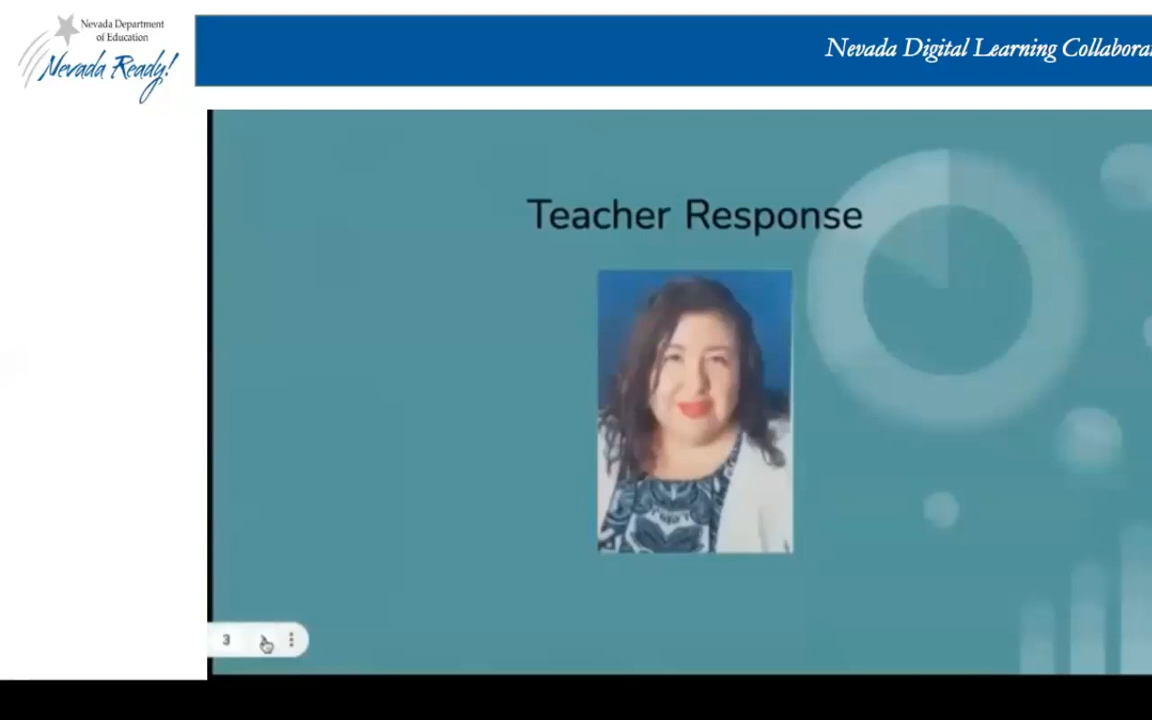 Nevada Department
of Education
Nevada Ready!
Nevada Digital Learning Collabora
Teacher Response
3